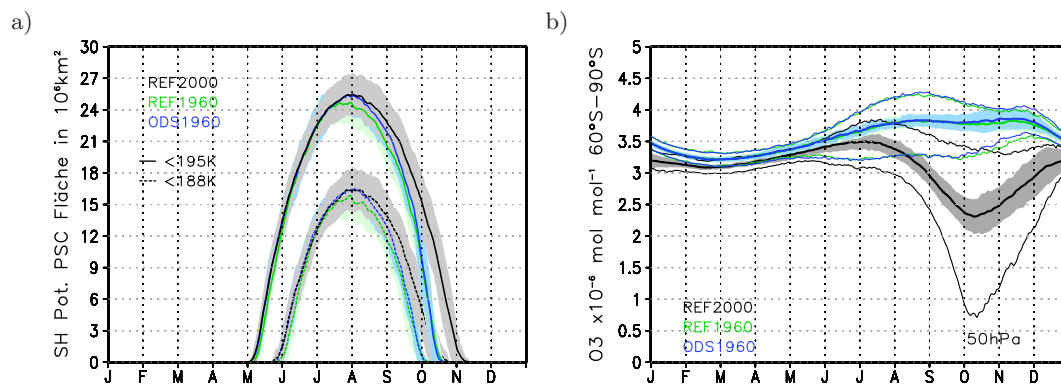 a)
SH Pot. PSC Fläche in 10⁶km²
30
27
24
21
18
15
12
9
6
3
0
REF2000
REF1960
ODS1960
<195K
<188K
J F M A M J J A S O N D
b)
O3 x10⁻⁶ mol mol⁻¹ 60°S–90°S
5
4.5
4
3.5
3
2.5
2
1.5
1
0.5
0
REF2000
REF1960
ODS1960
50hPa
J F M A M J J A S O N D